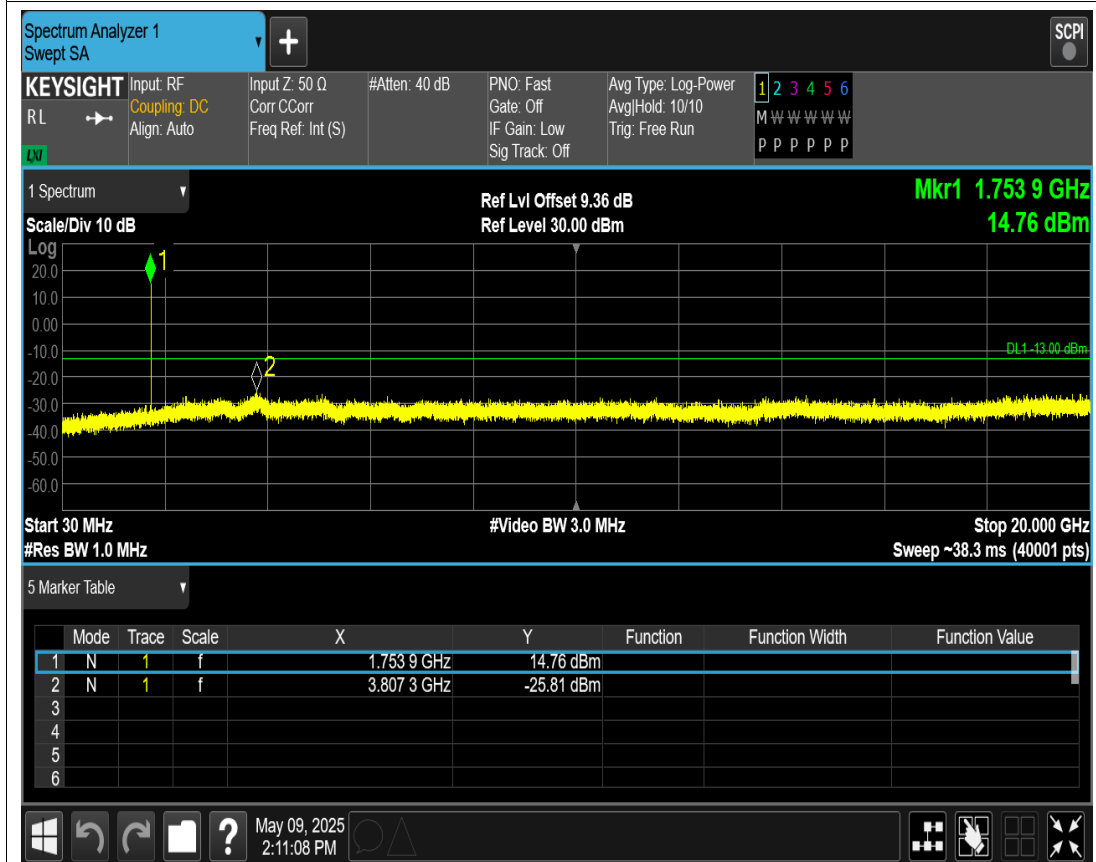 Spectrum Analyzer 1
Swept SA
+
SCPI
KEYSIGHT
RL
LXI
Input: RF
Coupling: DC
Align: Auto
Input Z: 50 Ω
Corr CCorr
Freq Ref: Int (S)
#Atten: 40 dB
PNO: Fast
Gate: Off
IF Gain: Low
Sig Track: Off
Avg Type: Log-Power
Avg|Hold: 10/10
Trig: Free Run
1 2 3 4 5 6
M W W W W W
P P P P P P
1 Spectrum
Scale/Div 10 dB
Log
Ref Lvl Offset 9.36 dB
Ref Level 30.00 dBm
Mkr1 1.753 9 GHz
14.76 dBm
1
20.0
10.0
0.00
-10.0
DL1 -13.00 dBm
2
-20.0
-30.0
-40.0
-50.0
-60.0
Start 30 MHz
#Video BW 3.0 MHz
Stop 20.000 GHz
#Res BW 1.0 MHz
Sweep ~38.3 ms (40001 pts)
5 Marker Table
Mode Trace Scale X Y Function Function Width Function Value
1 N 1 f 1.753 9 GHz 14.76 dBm
2 N 1 f 3.807 3 GHz -25.81 dBm
3
4
5
6
?
May 09, 2025
2:11:08 PM